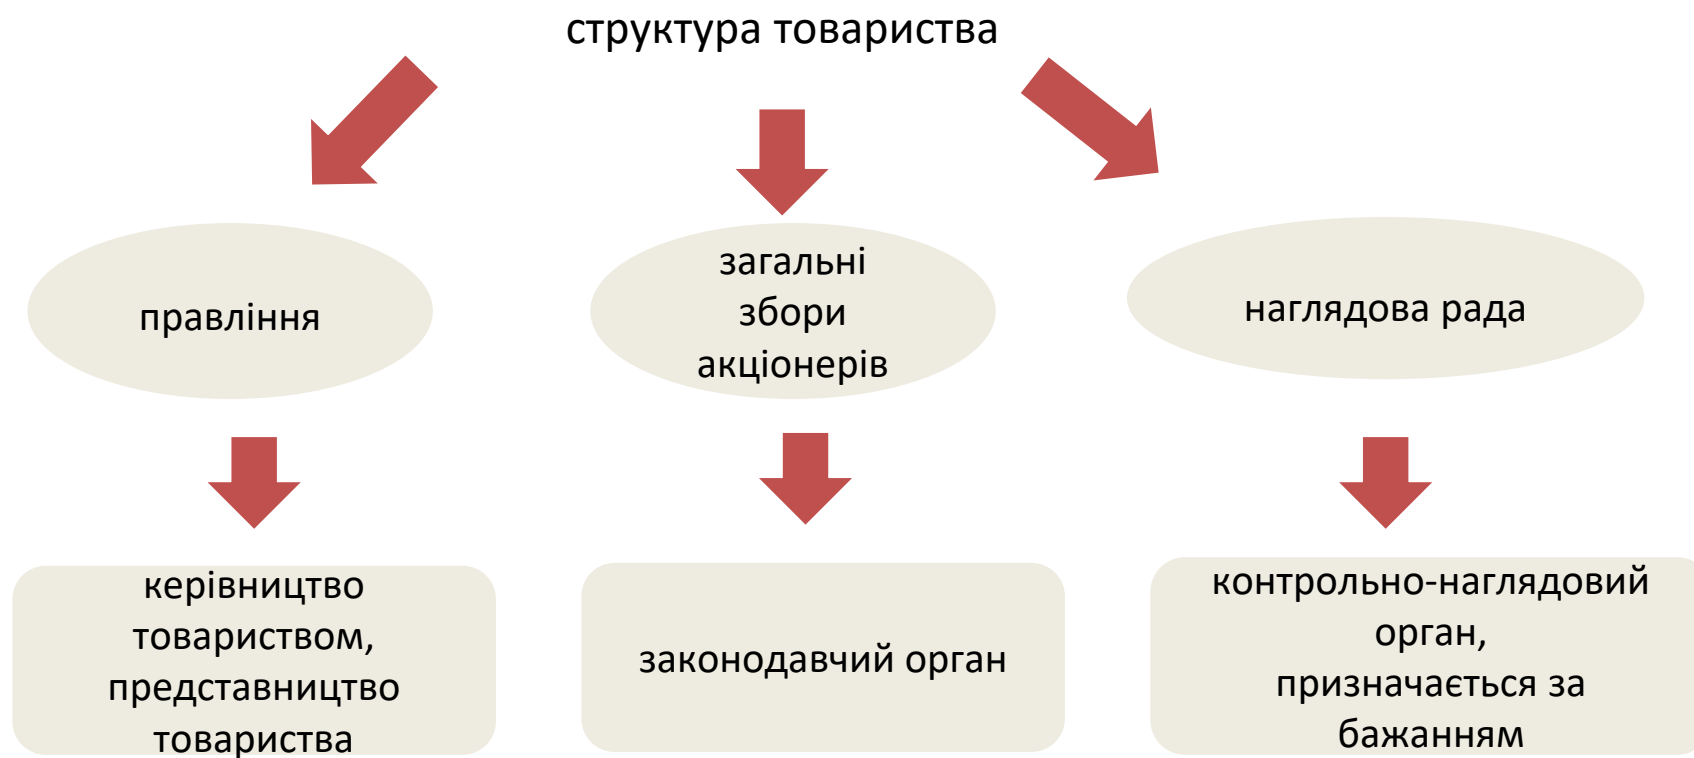 структура товариства
правління
загальні
збори
акціонерів
наглядова рада
керівництво
товариством,
представництво
товариства
законодавчий орган
контрольно-наглядовий
орган,
призначається за
бажанням